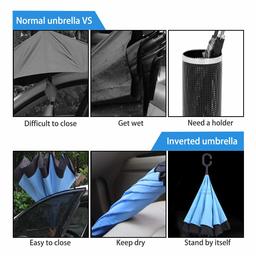 Normal unbrella VS
Difficult to close
Get wet
Need a holder
Inverted umbrella
Easy to close
Keep dry
Stand by itself